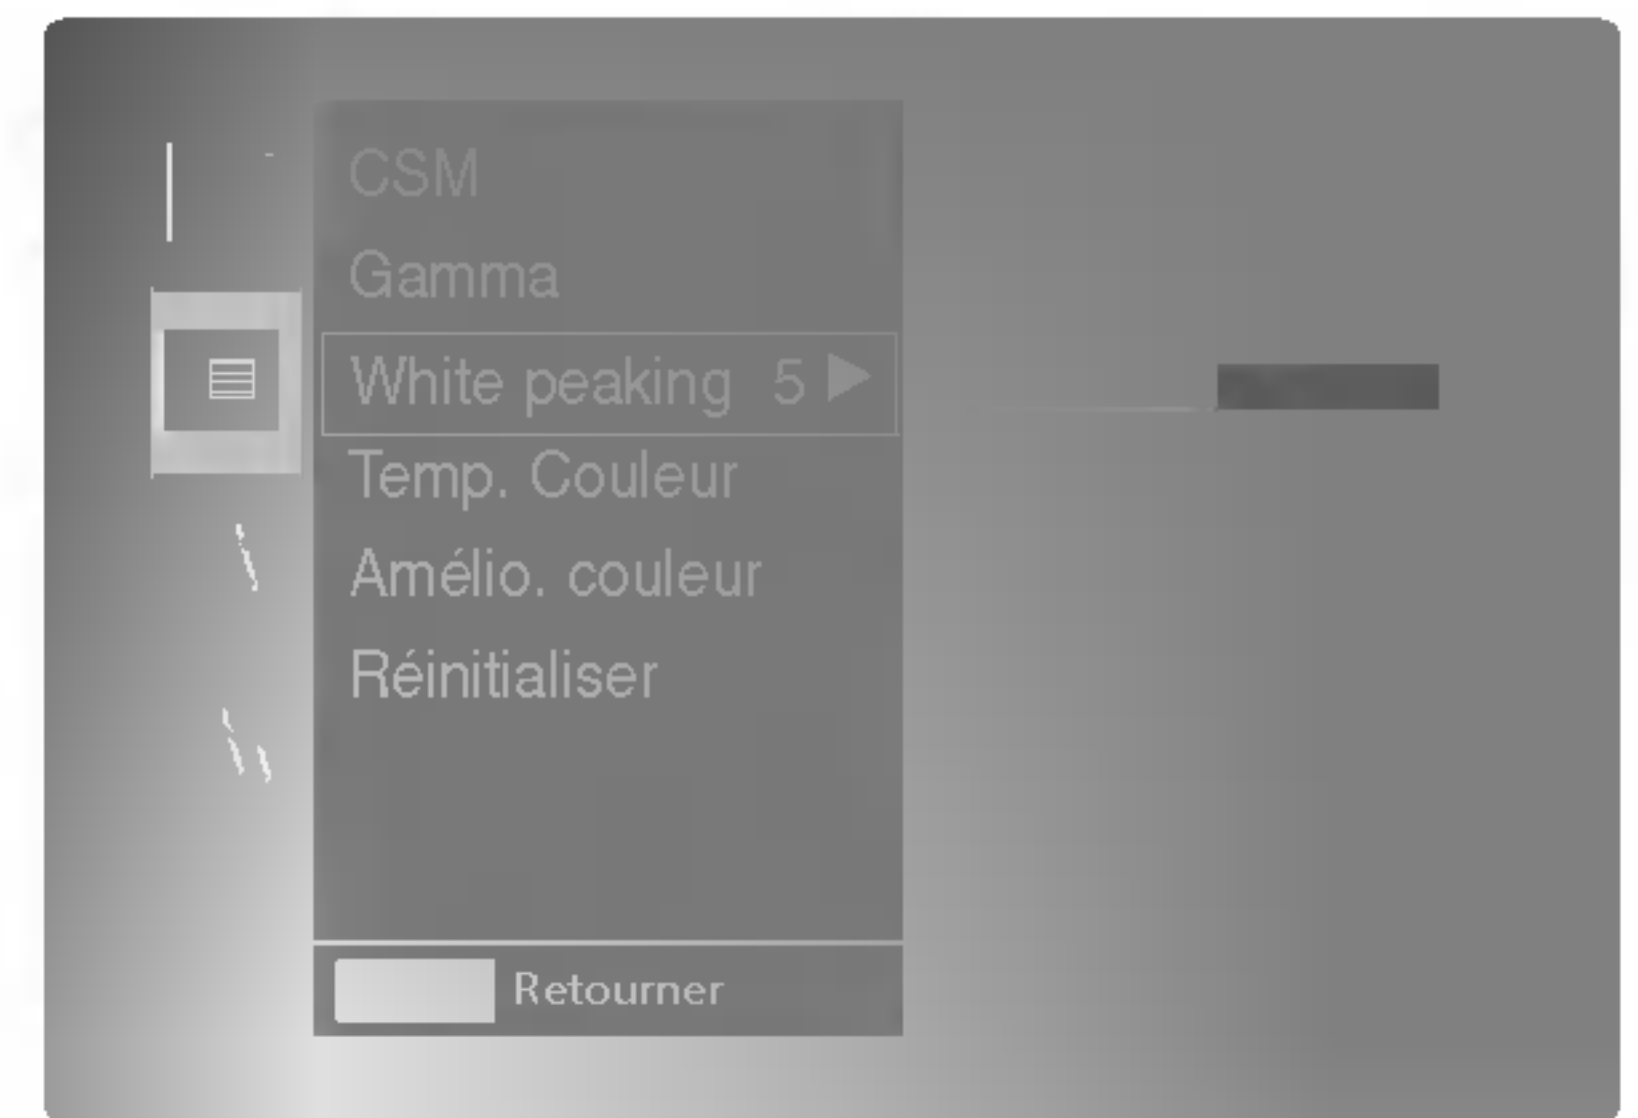 CSM
Gamma
White peaking 5 ▶
Temp. Couleur
Amélio. couleur
Réinitialiser
Retourner